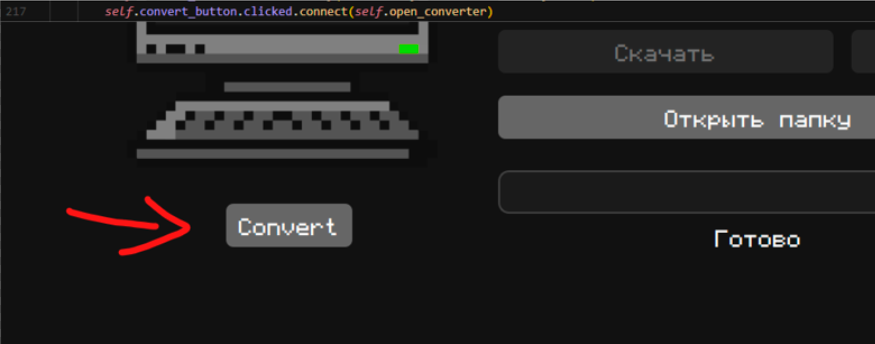 217 self.convert_button.clicked.connect(self.open_converter)
Скачать
Открыть папку
Convert
Готово